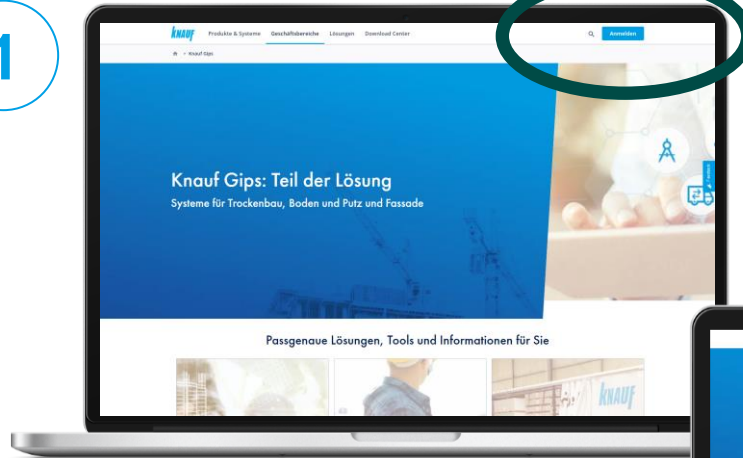 1
KNAUF Produkte & Systeme Geschäftsbereiche Lösungen Download Center Anmelden
Knauf Gips
Knauf Gips: Teil der Lösung
Systeme für Trockenbau, Boden und Putz und Fassade
Passgenaue Lösungen, Tools und Informationen für Sie
KNAUF